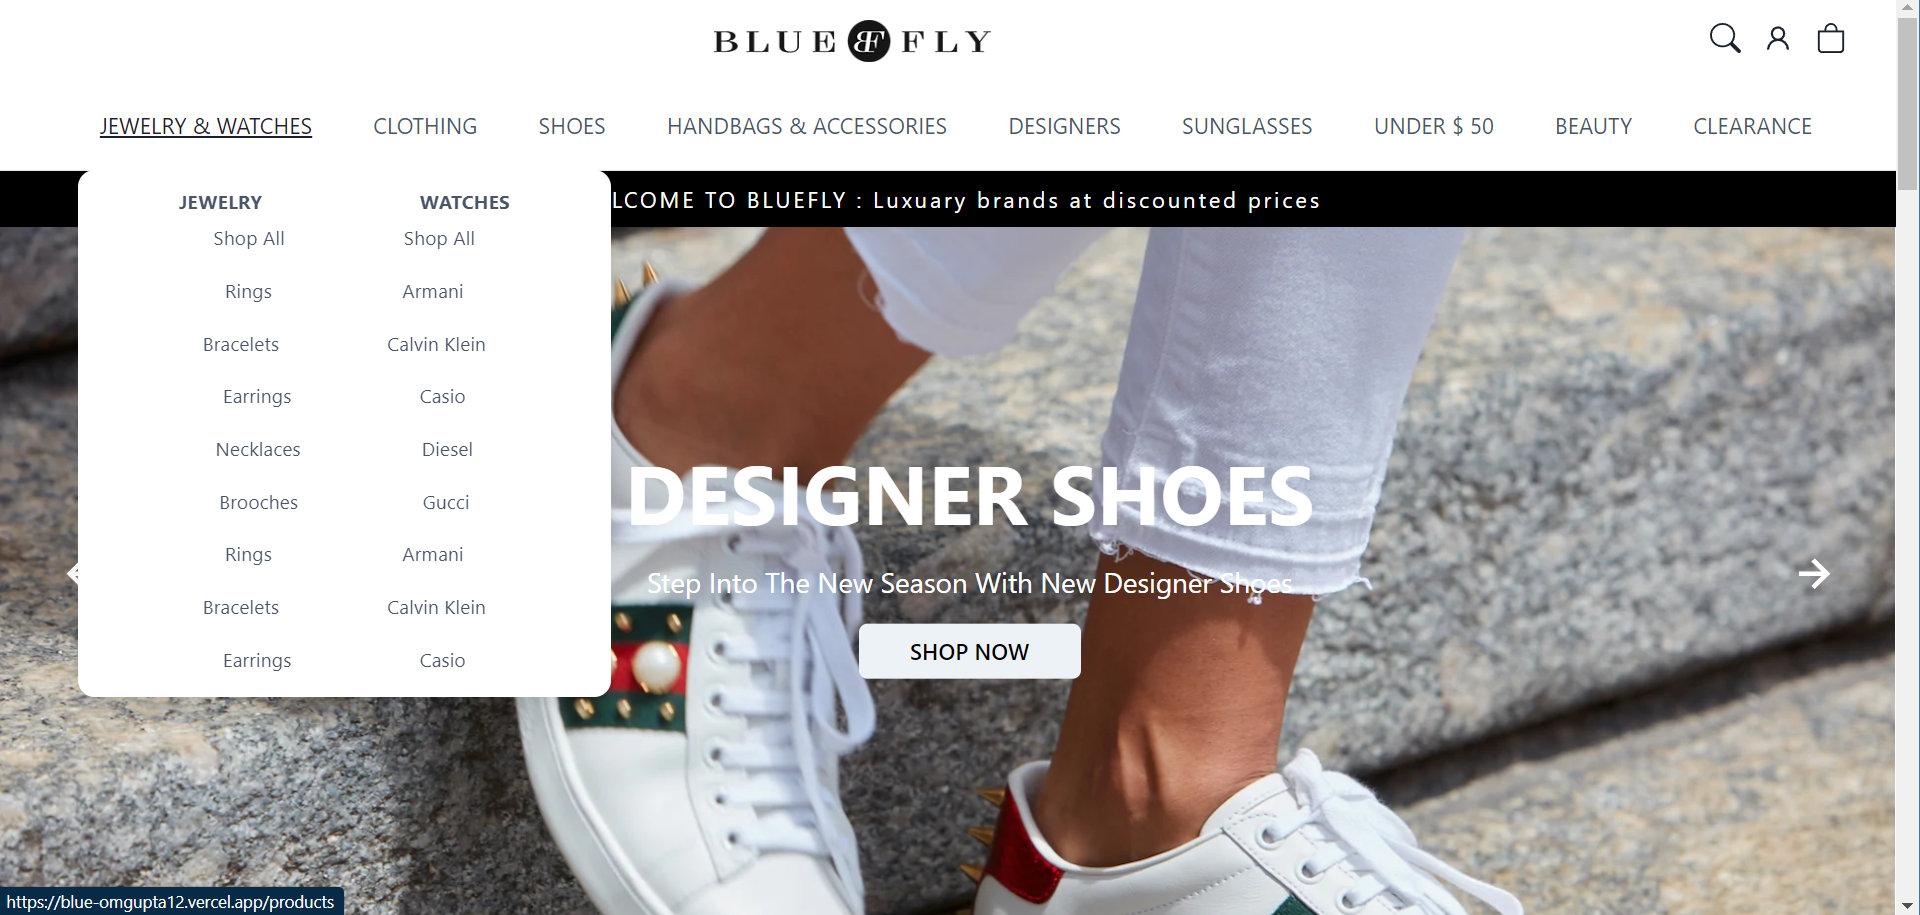 BLUE BF FLY
JEWELRY & WATCHES CLOTHING SHOES HANDBAGS & ACCESSORIES DESIGNERS SUNGLASSES UNDER $ 50 BEAUTY CLEARANCE
LCOME TO BLUEFLY : Luxuary brands at discounted prices
JEWELRY WATCHES
Shop All Shop All
Rings Armani
Bracelets Calvin Klein
Earrings Casio
Necklaces Diesel
Brooches Gucci
Rings Armani
Bracelets Calvin Klein
Earrings Casio
DESIGNER SHOES
Step Into The New Season With New Designer Shoes
SHOP NOW
https://blue-omgupta12.vercel.app/products